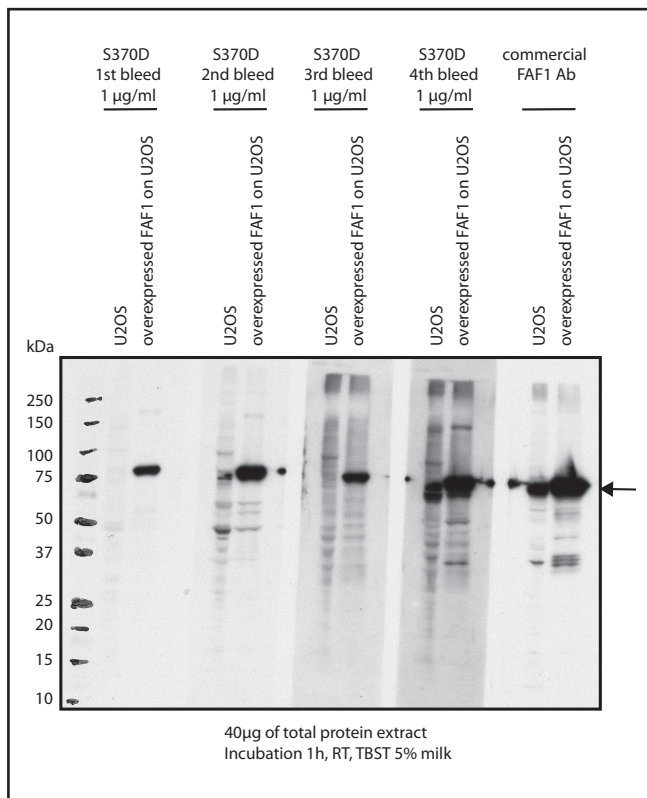 S370D
1st bleed
1 µg/ml
S370D
2nd bleed
1 µg/ml
S370D
3rd bleed
1 µg/ml
S370D
4th bleed
1 µg/ml
commercial
FAF1 Ab
U2OS
overexpressed FAF1 on U2OS
U2OS
overexpressed FAF1 on U2OS
U2OS
overexpressed FAF1 on U2OS
U2OS
overexpressed FAF1 on U2OS
U2OS
overexpressed FAF1 on U2OS
kDa
250
150
100
75
50
37
25
20
15
10
40µg of total protein extract
Incubation 1h, RT, TBST 5% milk